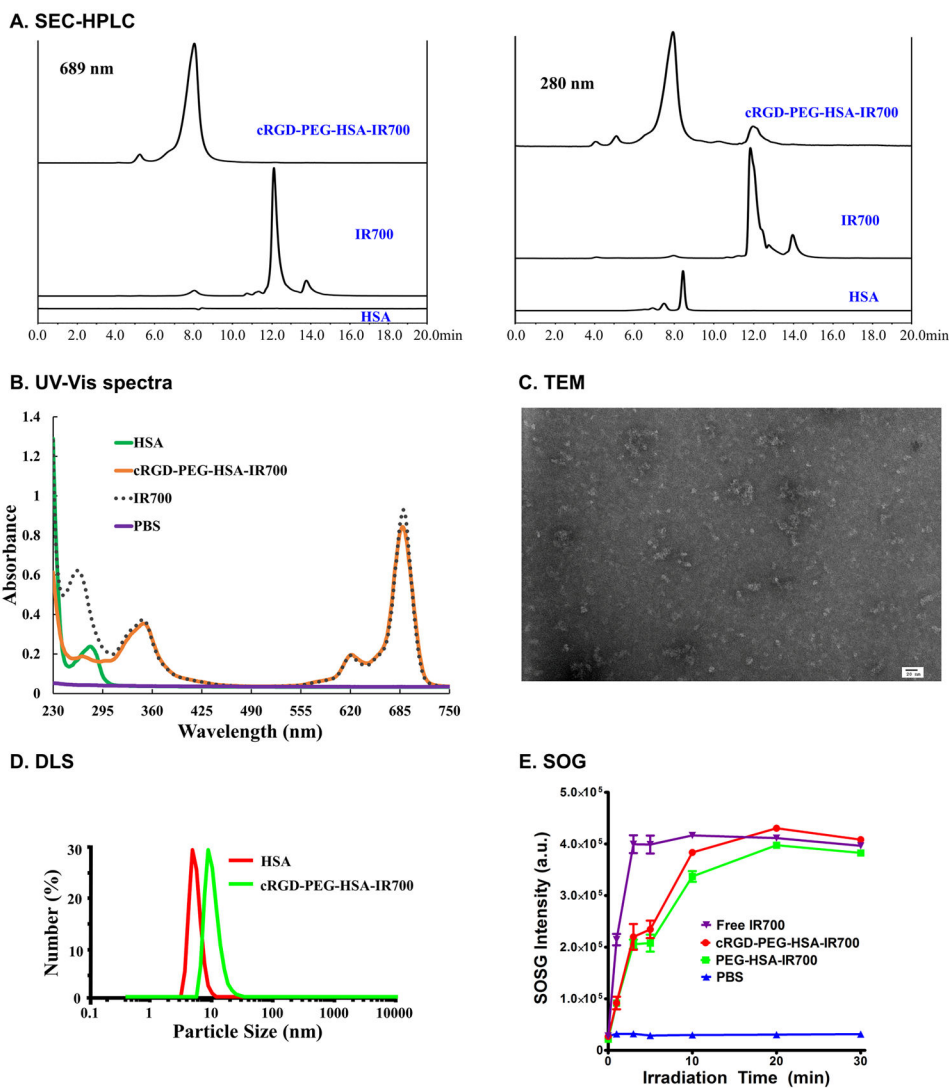 A. SEC-HPLC
689 nm
cRGD-PEG-HSA-IR700
IR700
HSA
0.0 2.0 4.0 6.0 8.0 10.0 12.0 14.0 16.0 18.0 20.0min
280 nm
cRGD-PEG-HSA-IR700
IR700
HSA
0.0 2.0 4.0 6.0 8.0 10.0 12.0 14.0 16.0 18.0 20.0min
B. UV-Vis spectra
Absorbance
1.4
1.2
1
0.8
0.6
0.4
0.2
0
HSA
cRGD-PEG-HSA-IR700
IR700
PBS
230 295 360 425 490 555 620 685 750
Wavelength (nm)
C. TEM
20 nm
D. DLS
Number (%)
30
20
10
0
HSA
cRGD-PEG-HSA-IR700
0.1 1 10 100 1000 10000
Particle Size (nm)
E. SOG
SOSG Intensity (a.u.)
5.0×10⁵
4.0×10⁵
3.0×10⁵
2.0×10⁵
1.0×10⁵
0
Free IR700
cRGD-PEG-HSA-IR700
PEG-HSA-IR700
PBS
0 10 20 30
Irradiation Time (min)